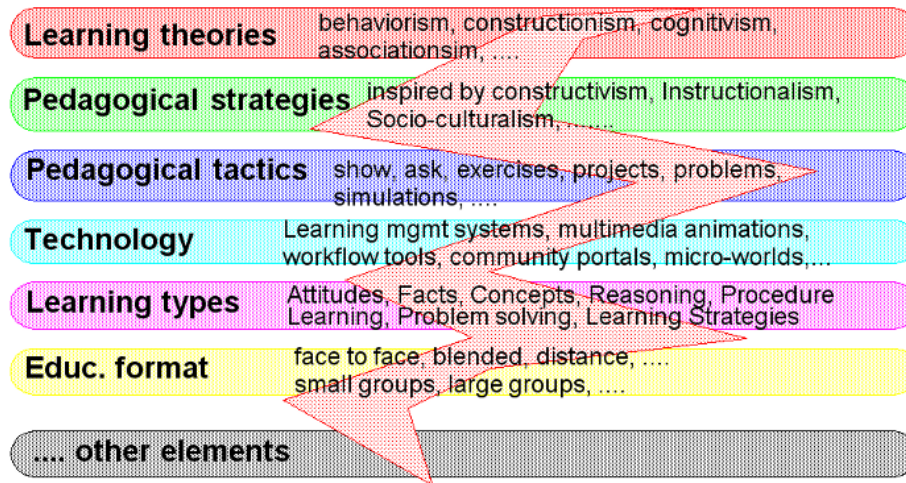 Learning theories behaviorism, constructionism, cognitivism,
associationsim, ....
Pedagogical strategies inspired by constructivism, Instructionalism,
Socio-culturalism, .......
Pedagogical tactics show, ask, exercises, projects, problems,
simulations, ....
Technology Learning mgmt systems, multimedia animations,
workflow tools, community portals, micro-worlds,...
Learning types Attitudes, Facts, Concepts, Reasoning, Procedure
Learning, Problem solving, Learning Strategies
Educ. format face to face, blended, distance, ....
small groups, large groups, ....
.... other elements